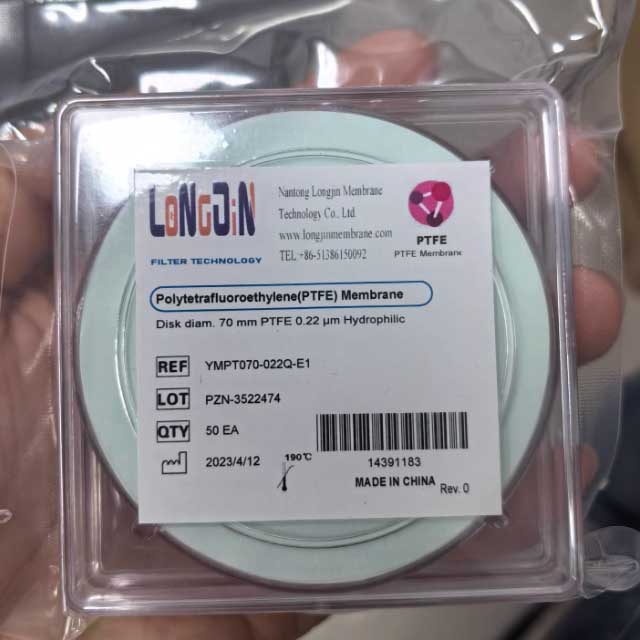 LONGJIN
FILTER TECHNOLOGY
Nantong Longjin Membrane
Technology Co., Ltd.
www.longjinmembrane.com
TEL.+86-51386150092
PTFE
PTFE Membrane
Polytetrafluoroethylene(PTFE) Membrane
Disk diam. 70 mm PTFE 0.22 µm Hydrophilic
REF YMPT070-022Q-E1
LOT PZN-3522474
QTY 50 EA
2023/4/12
190℃
14391183
MADE IN CHINA Rev. 0